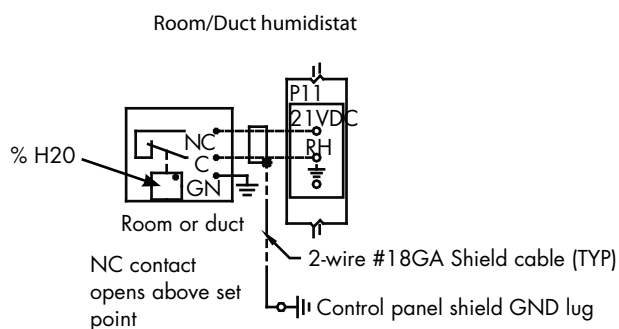 Room/Duct humidistat
P11
21VDC
NC
RH
% H20
C
GN
Room or duct
2-wire #18GA Shield cable (TYP)
NC contact
opens above set
point
Control panel shield GND lug